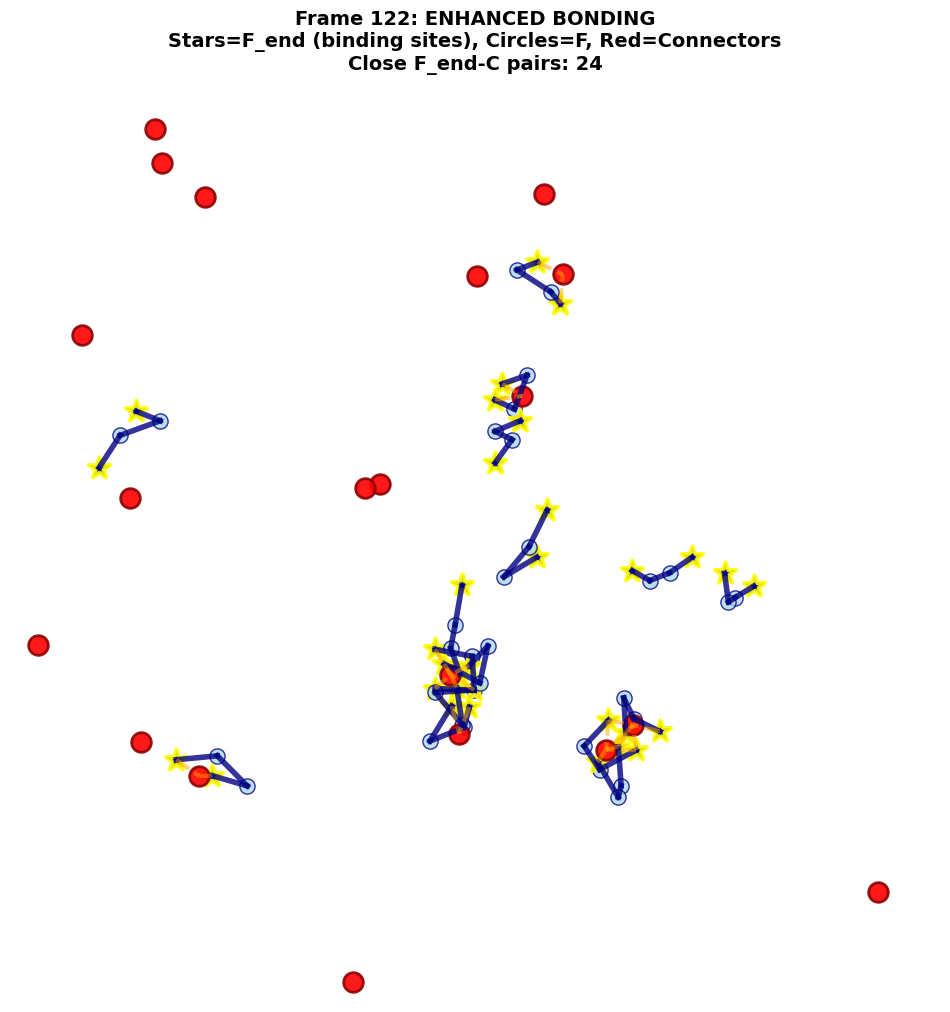 Frame 122: ENHANCED BONDING
Stars=F_end (binding sites), Circles=F, Red=Connectors
Close F_end-C pairs: 24